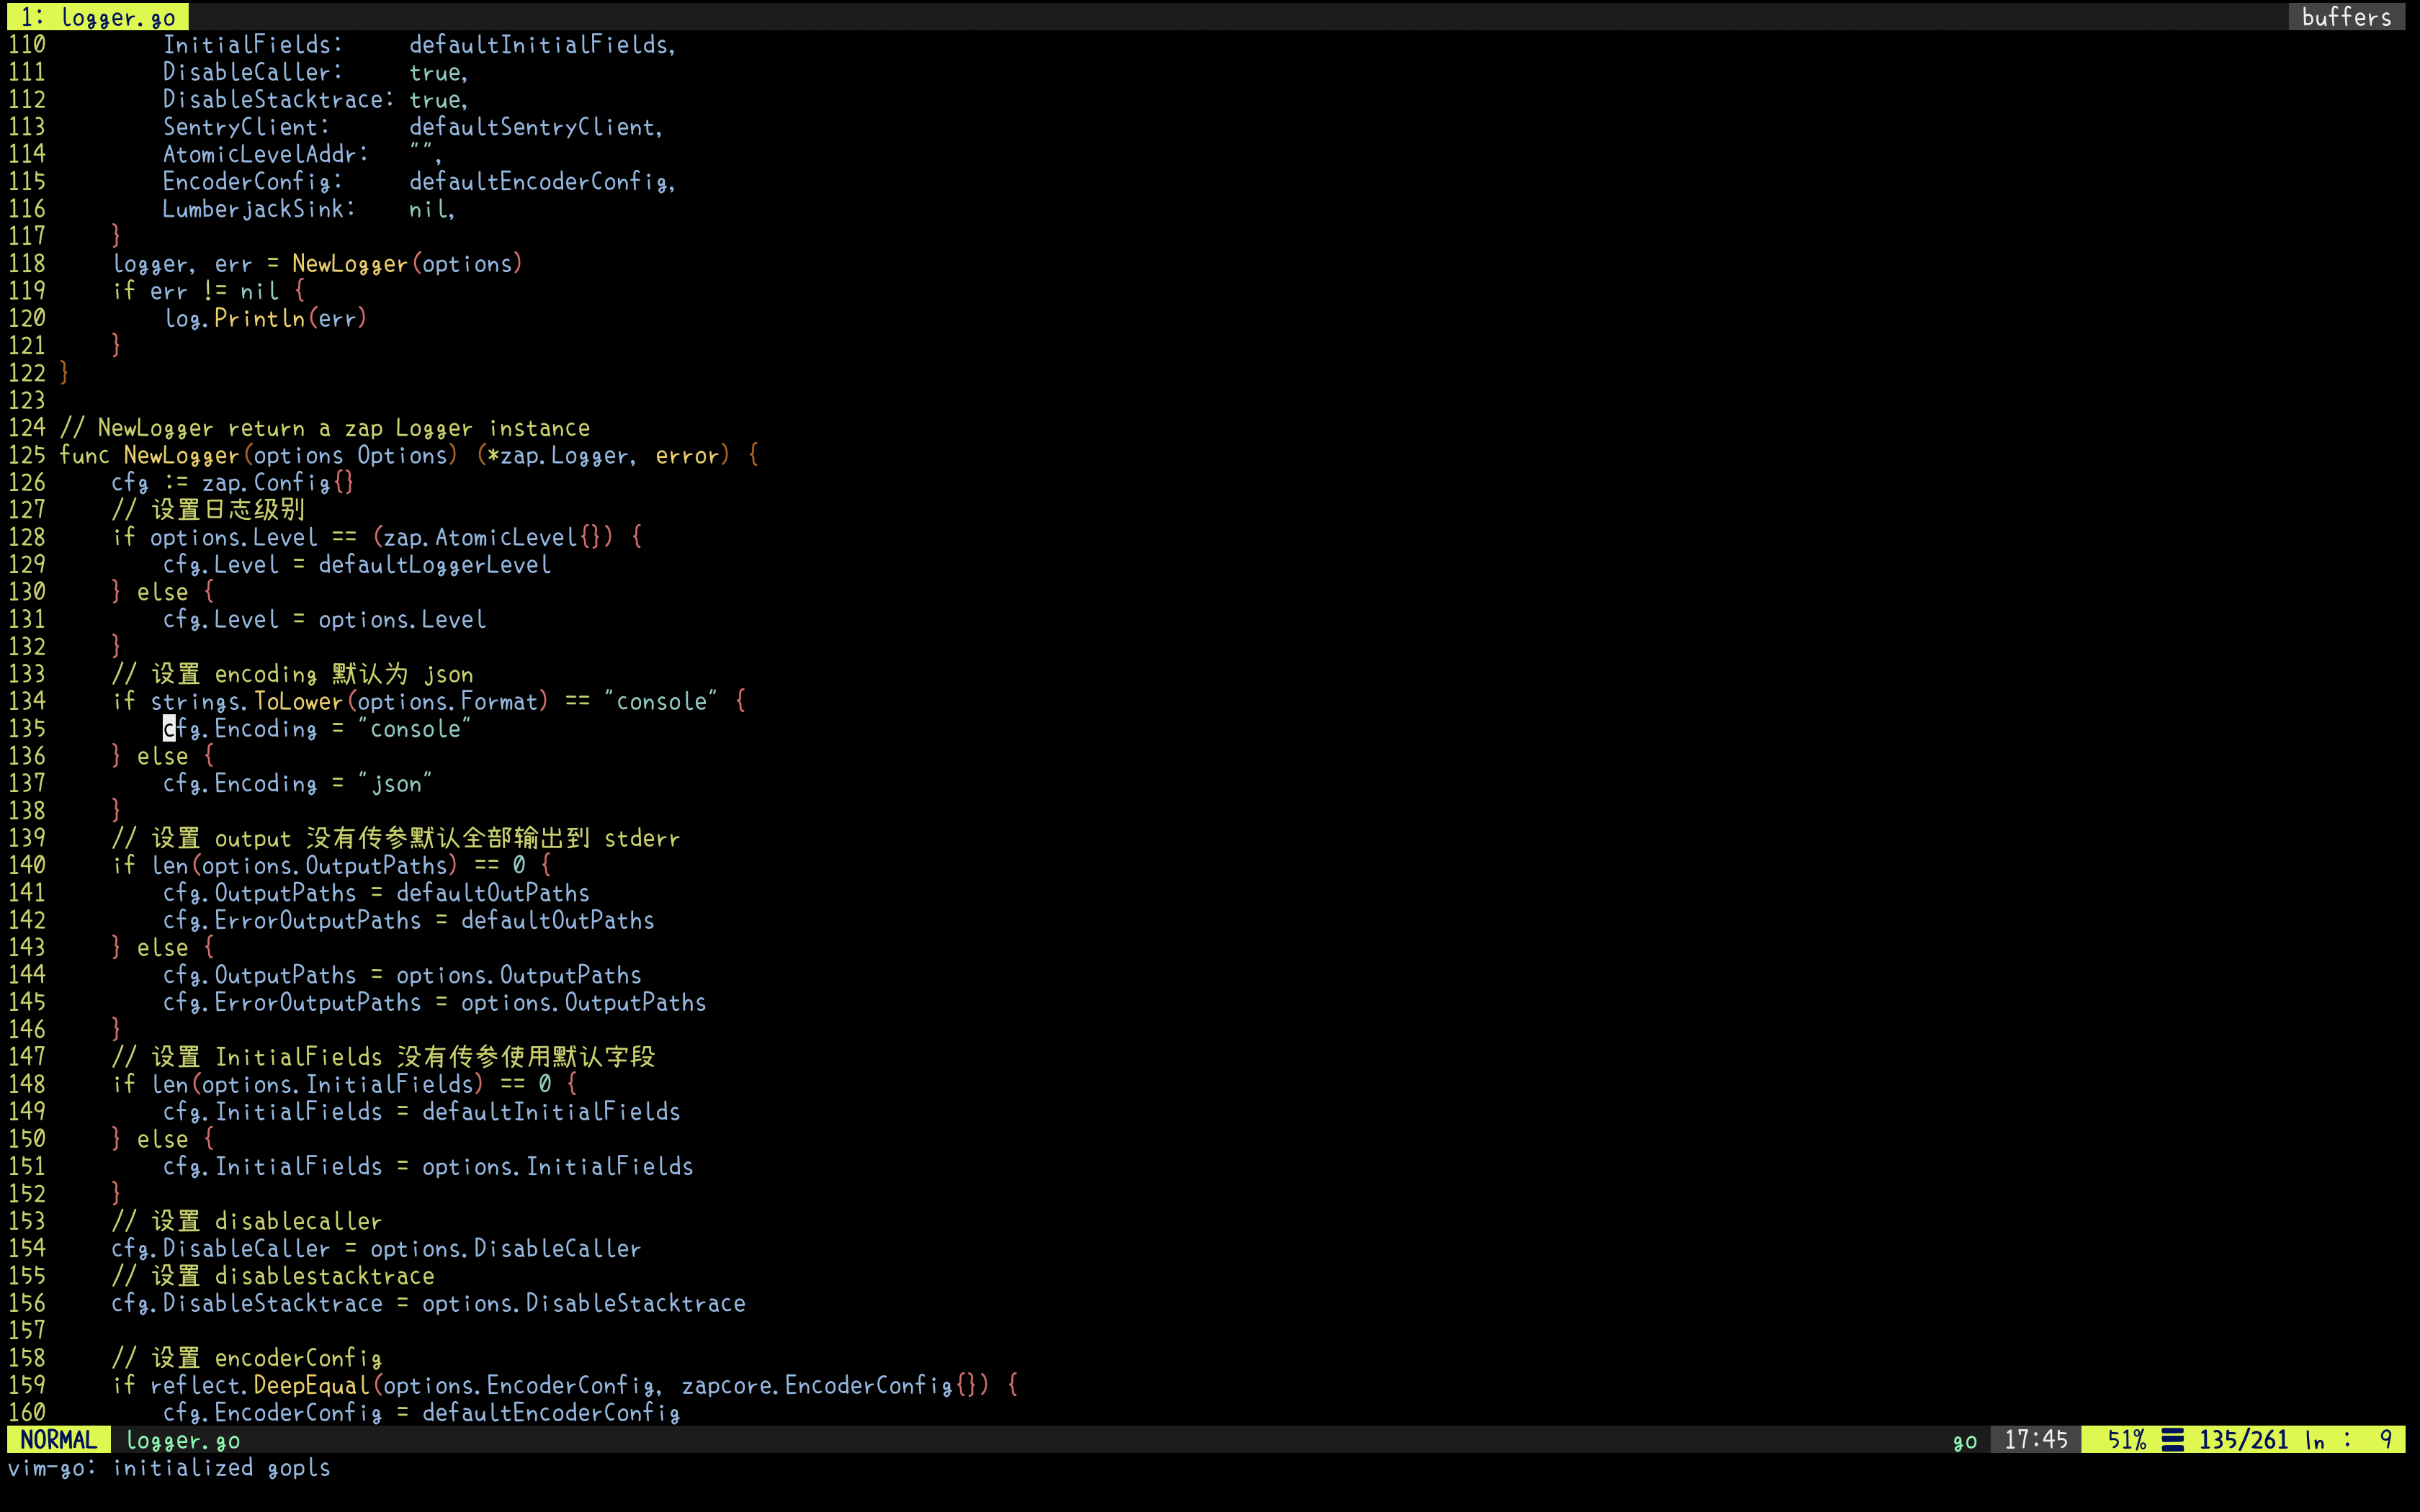 1: logger.go buffers
110         InitialFields:     defaultInitialFields,
111         DisableCaller:     true,
112         DisableStacktrace: true,
113         SentryClient:      defaultSentryClient,
114         AtomicLevelAddr:   "",
115         EncoderConfig:     defaultEncoderConfig,
116         LumberjackSink:    nil,
117     }
118     logger, err = NewLogger(options)
119     if err != nil {
120         log.Println(err)
121     }
122 }
123
124 // NewLogger return a zap Logger instance
125 func NewLogger(options Options) (*zap.Logger, error) {
126     cfg := zap.Config{}
127     // 设置日志级别
128     if options.Level == (zap.AtomicLevel{}) {
129         cfg.Level = defaultLoggerLevel
130     } else {
131         cfg.Level = options.Level
132     }
133     // 设置 encoding 默认为 json
134     if strings.ToLower(options.Format) == "console" {
135         cfg.Encoding = "console"
136     } else {
137         cfg.Encoding = "json"
138     }
139     // 设置 output 没有传参默认全部输出到 stderr
140     if len(options.OutputPaths) == 0 {
141         cfg.OutputPaths = defaultOutPaths
142         cfg.ErrorOutputPaths = defaultOutPaths
143     } else {
144         cfg.OutputPaths = options.OutputPaths
145         cfg.ErrorOutputPaths = options.OutputPaths
146     }
147     // 设置 InitialFields 没有传参使用默认字段
148     if len(options.InitialFields) == 0 {
149         cfg.InitialFields = defaultInitialFields
150     } else {
151         cfg.InitialFields = options.InitialFields
152     }
153     // 设置 disablecaller
154     cfg.DisableCaller = options.DisableCaller
155     // 设置 disablestacktrace
156     cfg.DisableStacktrace = options.DisableStacktrace
157
158     // 设置 encoderConfig
159     if reflect.DeepEqual(options.EncoderConfig, zapcore.EncoderConfig{}) {
160         cfg.EncoderConfig = defaultEncoderConfig
NORMAL logger.go go 17:45 51% ☰ 135/261 ln : 9
vim-go: initialized gopls